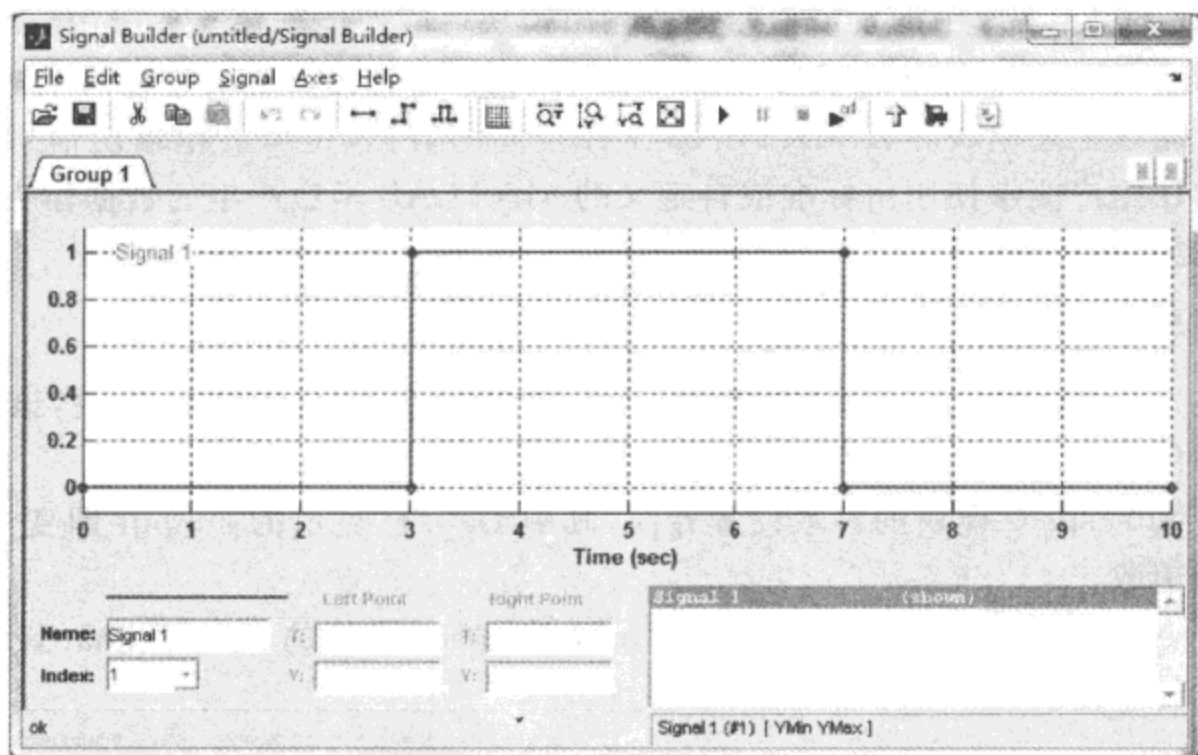 Signal Builder (untitled/Signal Builder)
File Edit Group Signal Axes Help
Group 1
Signal 1
1
0.8
0.6
0.4
0.2
0
0 1 2 3 4 5 6 7 8 9 10
Time (sec)
Left Point Right Point
Name: Signal 1 T: T:
Index: 1 Y: Y:
Signal 1 (shown)
ok
Signal 1 (#1) [ YMin YMax ]